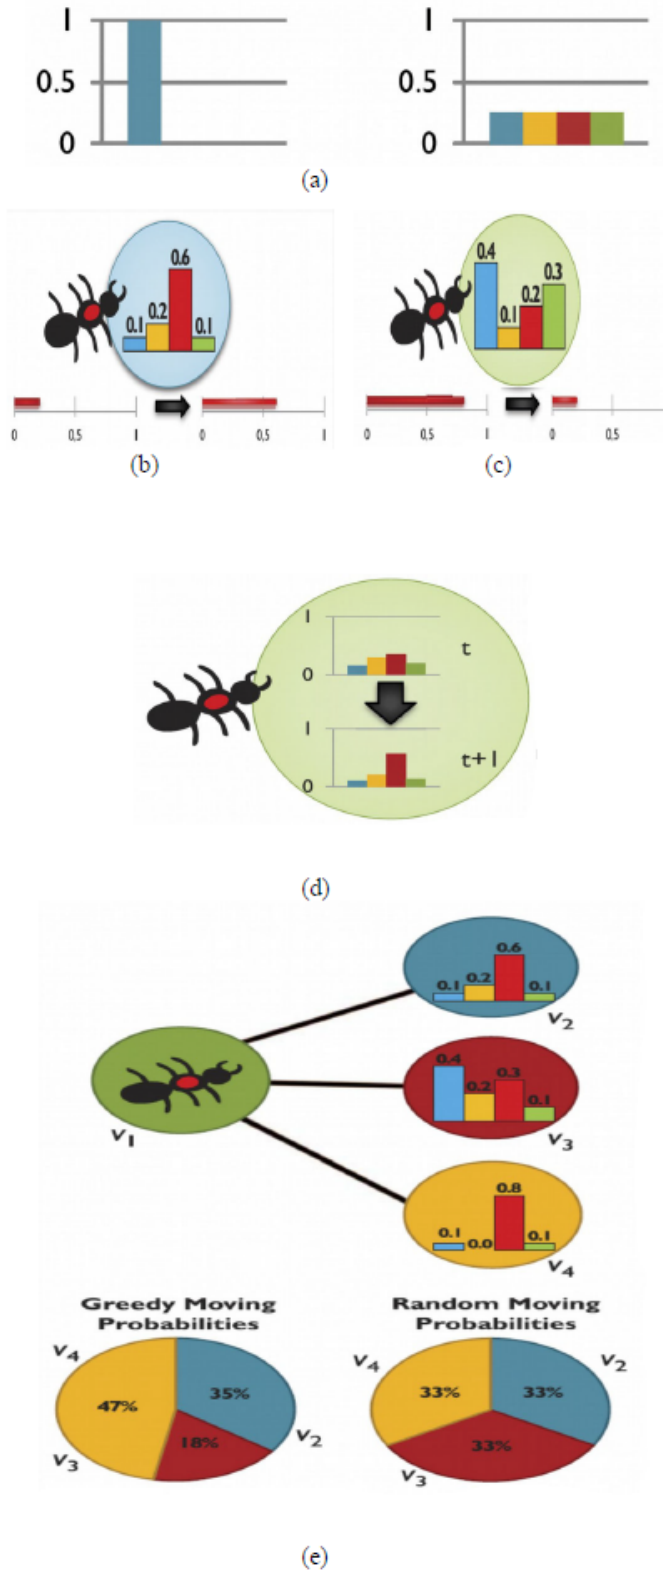 1 1
0.5 0.5
0 0
(a)
0.1 0.2 0.6 0.1
0.4 0.1 0.2 0.3
0 0,5 1 0 0,5 1
0 0,5 1 0 0,5
(b) (c)
1
0
t
1
0
t+1
(d)
0.1 0.2 0.6 0.1
v2
0.4 0.2 0.3 0.1
v3
v1
0.1 0.0 0.8 0.1
v4
Greedy Moving
Probabilities
Random Moving
Probabilities
v4 47% 35% v2
v3 18%
v4 33% 33% v2
33%
v3
(e)